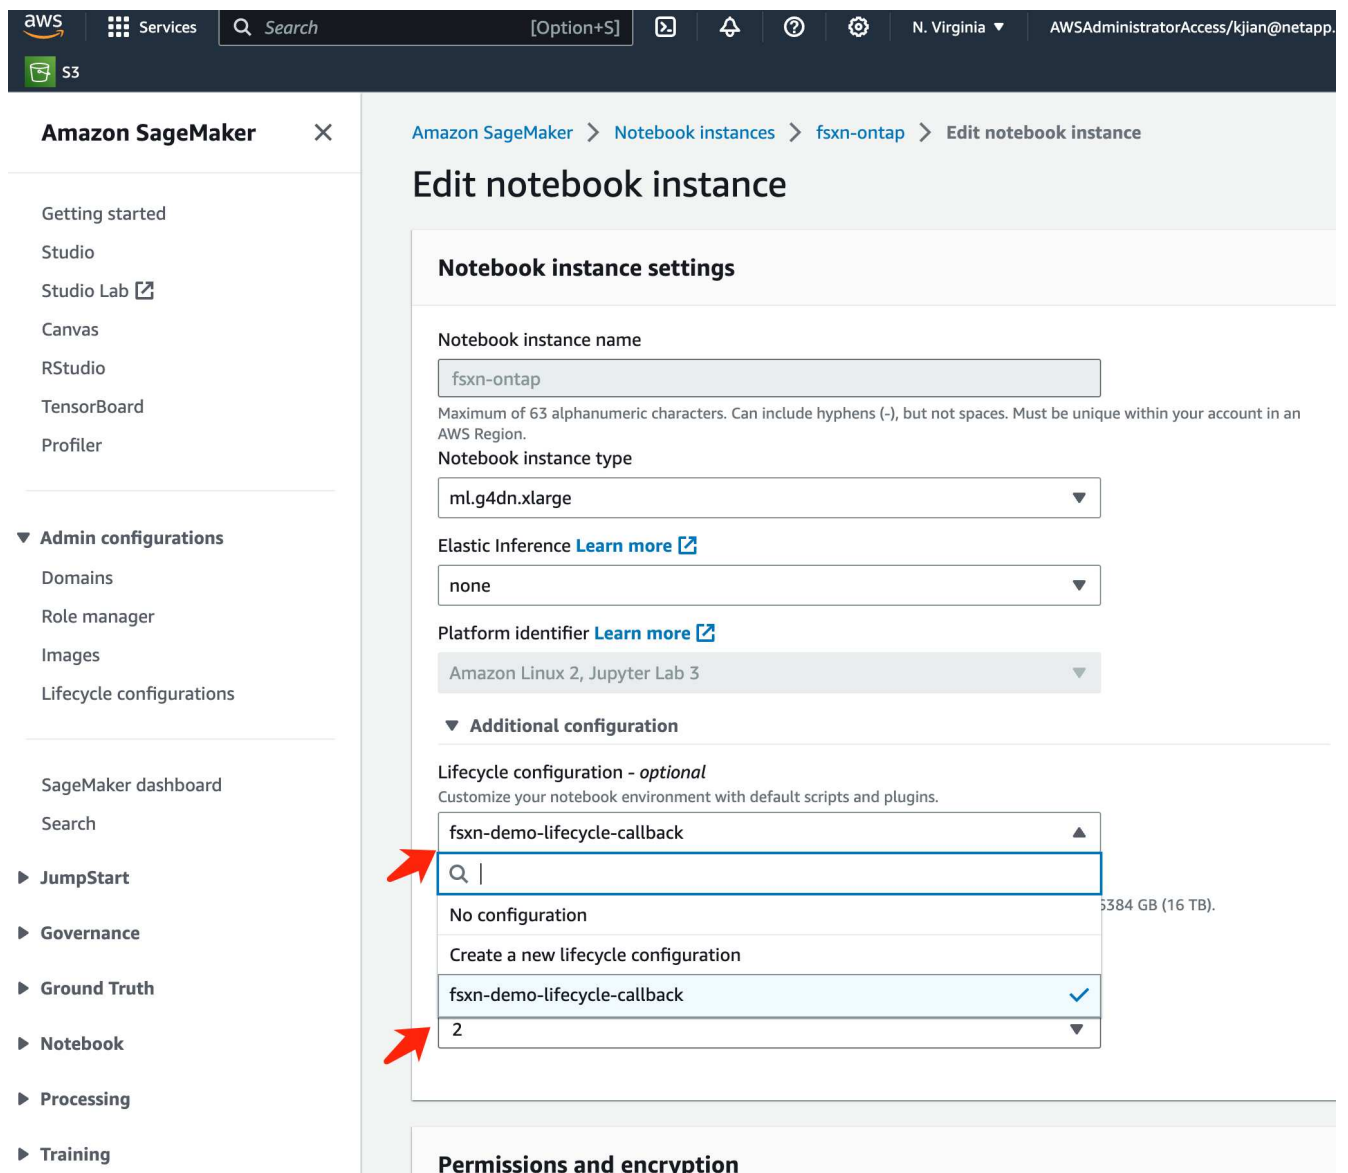 aws Services Search [Option+S] N. Virginia AWSAdministratorAccess/kjian@netapp.
S3
Amazon SageMaker
Getting started
Studio
Studio Lab
Canvas
RStudio
TensorBoard
Profiler
Admin configurations
Domains
Role manager
Images
Lifecycle configurations
SageMaker dashboard
Search
JumpStart
Governance
Ground Truth
Notebook
Processing
Training
Amazon SageMaker > Notebook instances > fsxn-ontap > Edit notebook instance
Edit notebook instance
Notebook instance settings
Notebook instance name
fsxn-ontap
Maximum of 63 alphanumeric characters. Can include hyphens (-), but not spaces. Must be unique within your account in an
AWS Region.
Notebook instance type
ml.g4dn.xlarge
Elastic Inference Learn more
none
Platform identifier Learn more
Amazon Linux 2, Jupyter Lab 3
Additional configuration
Lifecycle configuration - optional
Customize your notebook environment with default scripts and plugins.
fsxn-demo-lifecycle-callback
6384 GB (16 TB).
No configuration
Create a new lifecycle configuration
fsxn-demo-lifecycle-callback
2
Permissions and encryption